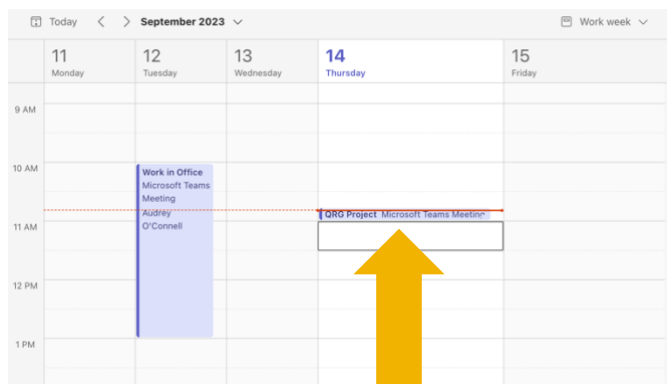 Today September 2023 Work week
11 12 13 14 15
Monday Tuesday Wednesday Thursday Friday
9 AM
10 AM
Work in Office
Microsoft Teams
Meeting
Audrey
O'Connell
QRG Project Microsoft Teams Meeting
11 AM
12 PM
1 PM